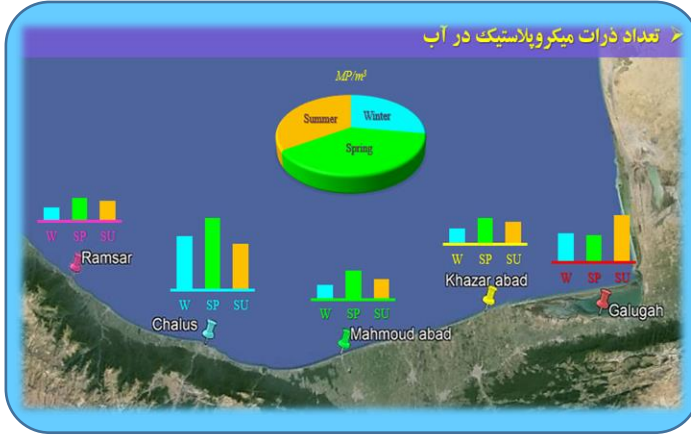 تعداد ذرات میکروپلاستیک در آب
MP/m³
Summer
Winter
Spring
W SP SU
Ramsar
W SP SU
Chalus
W SP SU
Mahmoud abad
W SP SU
Khazar abad
W SP SU
Galugah